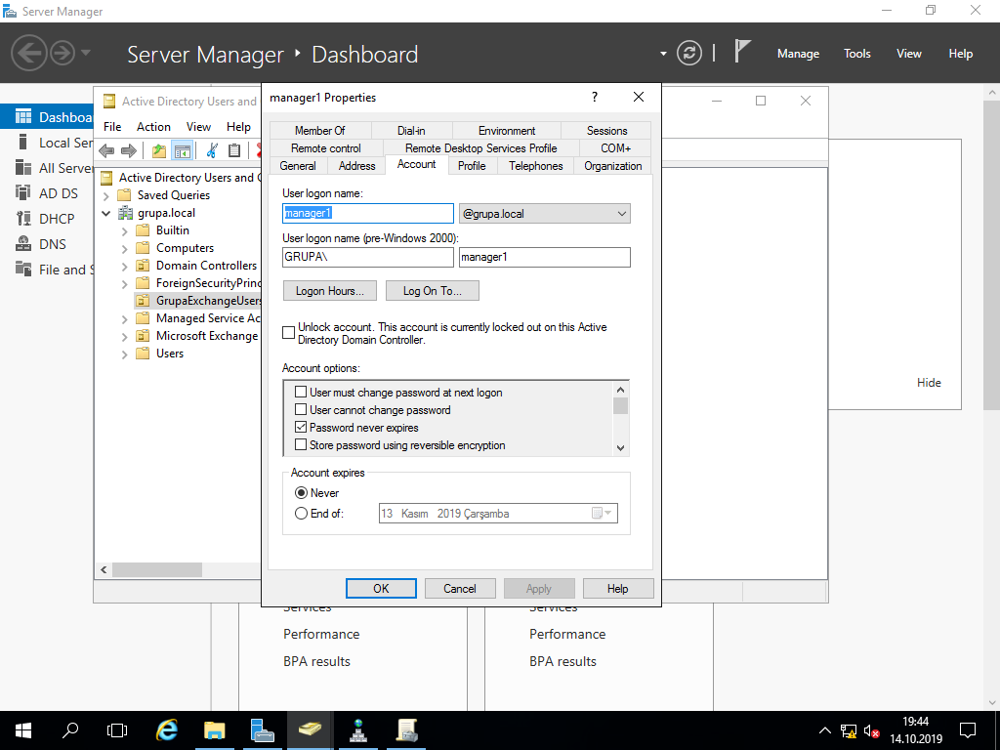 Server Manager
Server Manager • Dashboard
Manage Tools View Help
Dashboa
Local Ser
All Server
AD DS
DHCP
DNS
File and S
Active Directory Users and
File Action View Help
Active Directory Users and C
Saved Queries
grupa.local
Builtin
Computers
Domain Controllers
ForeignSecurityPrinc
GrupaExchangeUsers
Managed Service Ac
Microsoft Exchange
Users
manager1 Properties
Member Of Dial-in Environment Sessions
Remote control Remote Desktop Services Profile COM+
General Address Account Profile Telephones Organization
User logon name:
manager1 @grupa.local
User logon name (pre-Windows 2000):
GRUPA\ manager1
Logon Hours... Log On To...
Unlock account. This account is currently locked out on this Active
Directory Domain Controller.
Account options:
User must change password at next logon
User cannot change password
Password never expires
Store password using reversible encryption
Account expires
Never
End of: 13 Kasım 2019 Çarşamba
OK Cancel Apply Help
Hide
Services
Performance
BPA results
Services
Performance
BPA results
19:44
14.10.2019